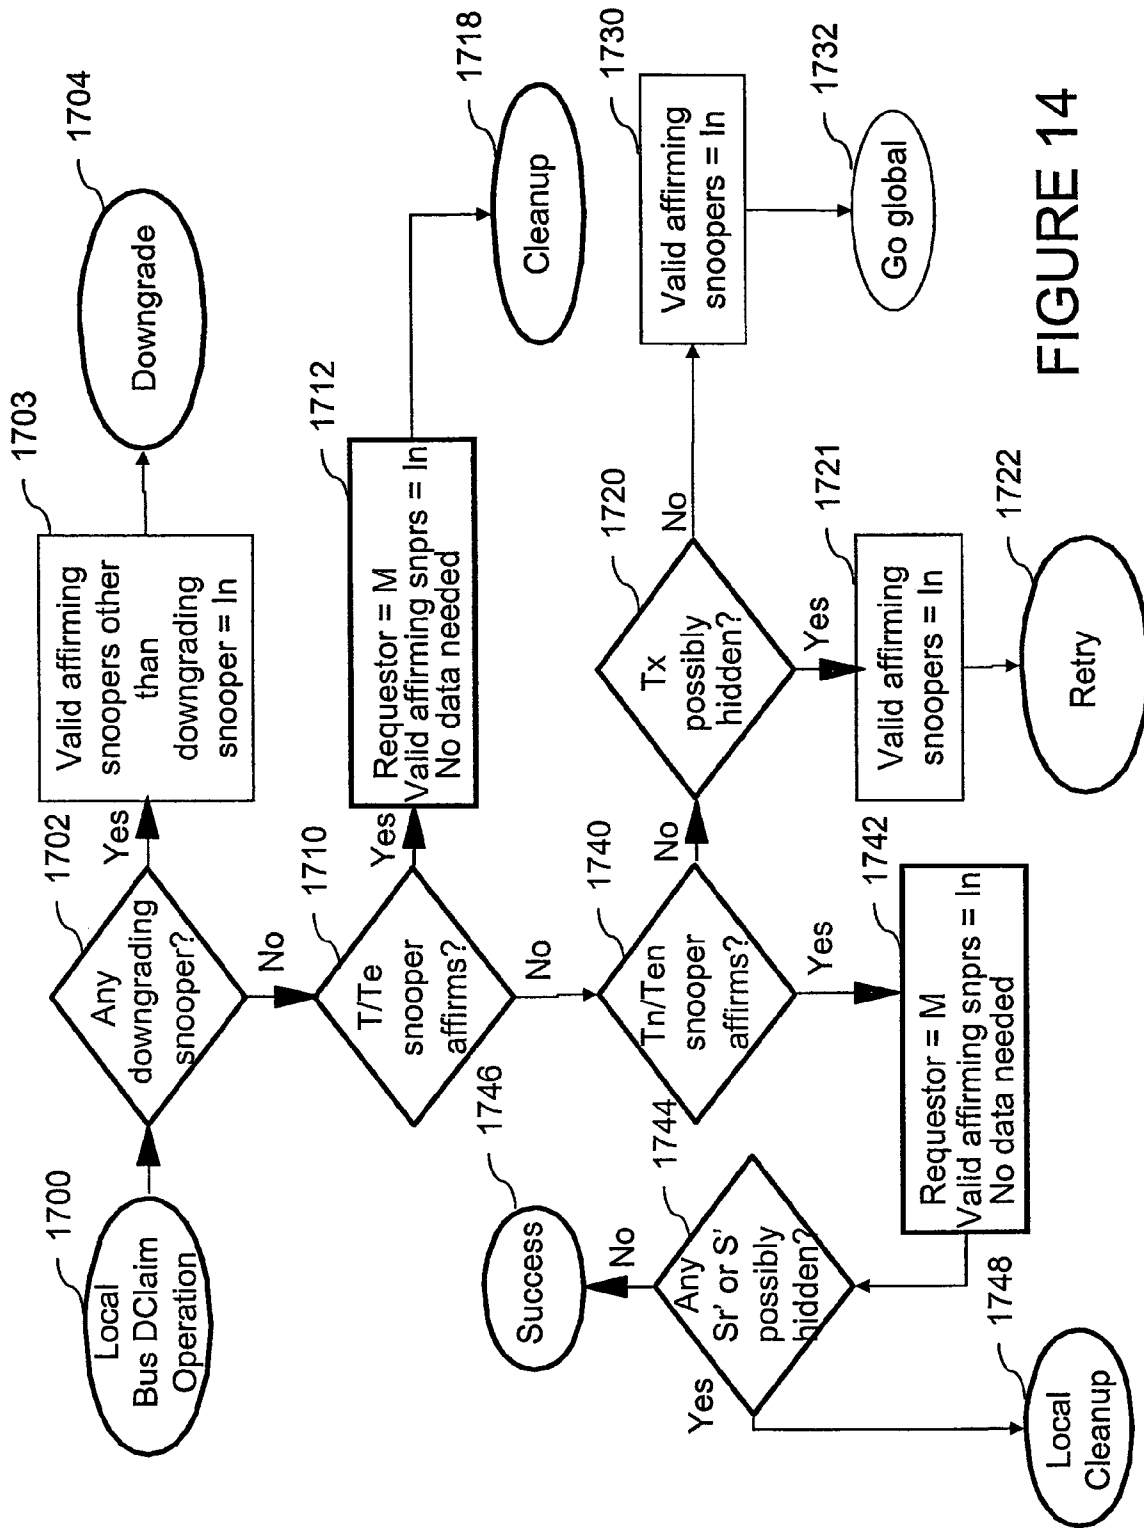 1700
Local
Bus DClaim
Operation
1702
Any
downgrading
snooper?
Yes
No
1703
Valid affirming
snoopers other
than
downgrading
snooper = In
1704
Downgrade
1710
T/Te
snooper
affirms?
Yes
No
1712
Requestor = M
Valid affirming snprs = In
No data needed
1718
Cleanup
1740
Tn/Ten
snooper
affirms?
No
Yes
1720
Tx
possibly
hidden?
No
Yes
1730
Valid affirming
snoopers = In
1732
Go global
1721
Valid affirming
snoopers = In
1722
Retry
1742
Requestor = M
Valid affirming snprs = In
No data needed
1744
Any
Sr' or S'
possibly
hidden?
No
Yes
1746
Success
1748
Local
Cleanup
FIGURE 14